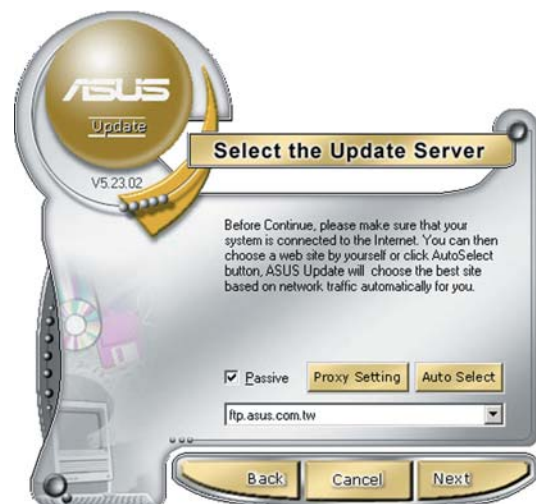 ASUS
Update
V5.23.02
Select the Update Server
Before Continue, please make sure that your
system is connected to the Internet. You can then
choose a web site by yourself or click AutoSelect
button, ASUS Update will choose the best site
based on network traffic automatically for you.
Passive
Proxy Setting
Auto Select
ftp.asus.com.tw
Back
Cancel
Next